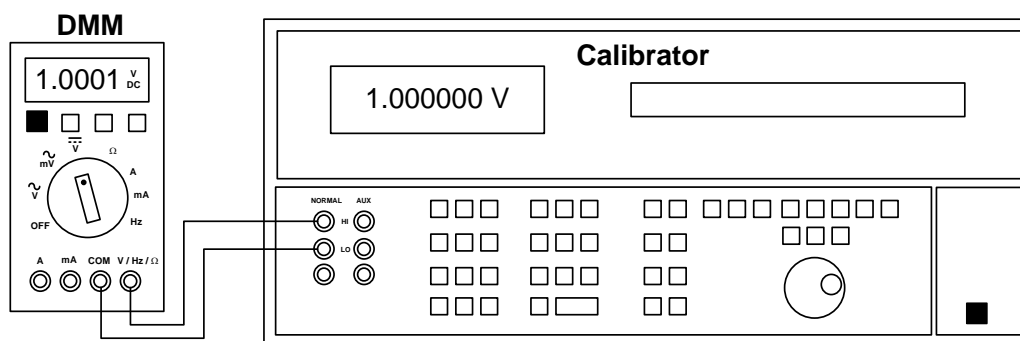 DMM
1.0001 V DC
V
mV
Ω
A
V
mA
OFF
Hz
A mA COM V / Hz / Ω
Calibrator
1.000000 V
NORMAL AUX
HI
LO